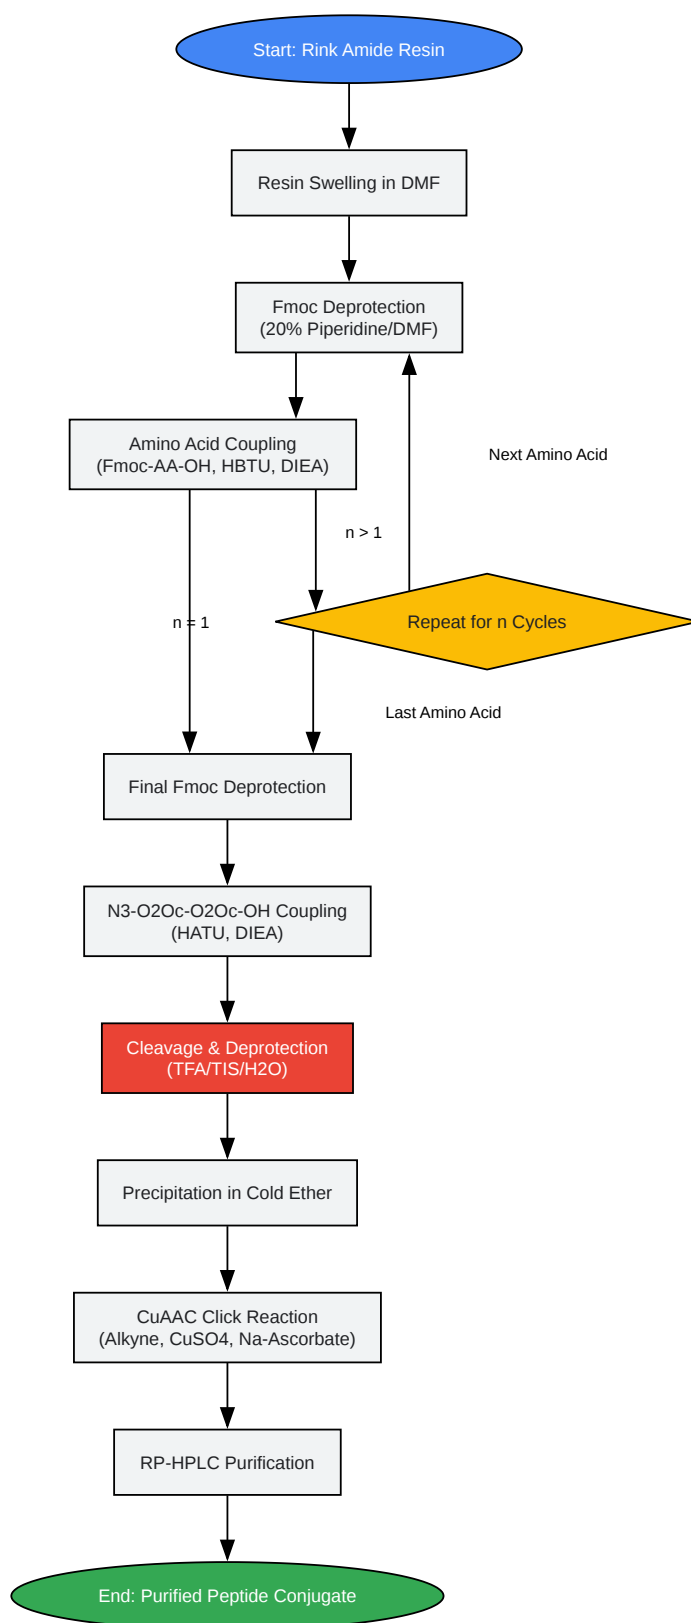 Start: Rink Amide Resin
Resin Swelling in DMF
Fmoc Deprotection
(20% Piperidine/DMF)
Amino Acid Coupling
(Fmoc-AA-OH, HBTU, DIEA)
Next Amino Acid
n > 1
n = 1
Repeat for n Cycles
Last Amino Acid
Final Fmoc Deprotection
N3-O2Oc-O2Oc-OH Coupling
(HATU, DIEA)
Cleavage & Deprotection
(TFA/TIS/H2O)
Precipitation in Cold Ether
CuAAC Click Reaction
(Alkyne, CuSO4, Na-Ascorbate)
RP-HPLC Purification
End: Purified Peptide Conjugate